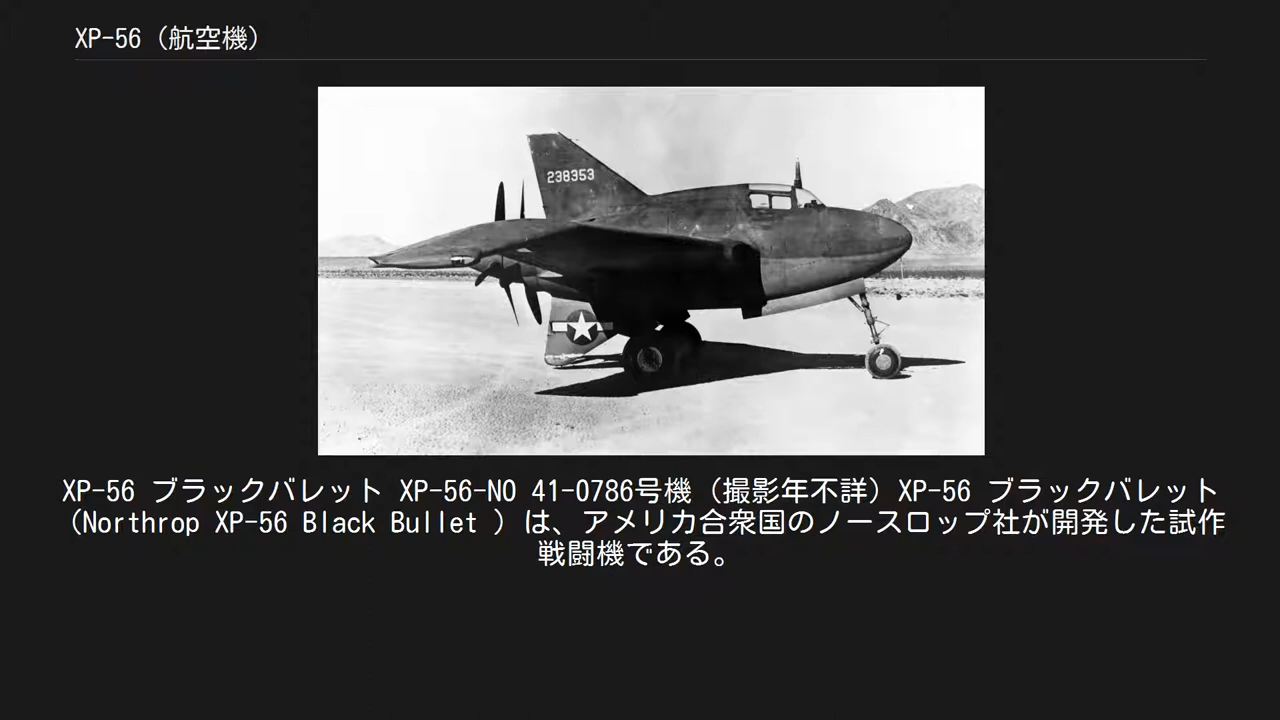 XP-56（航空機）
238353
XP-56 ブラックバレット XP-56-NO 41-0786号機（撮影年不詳）XP-56 ブラックバレット
（Northrop XP-56 Black Bullet ）は、アメリカ合衆国のノースロップ社が開発した試作
戦闘機である。